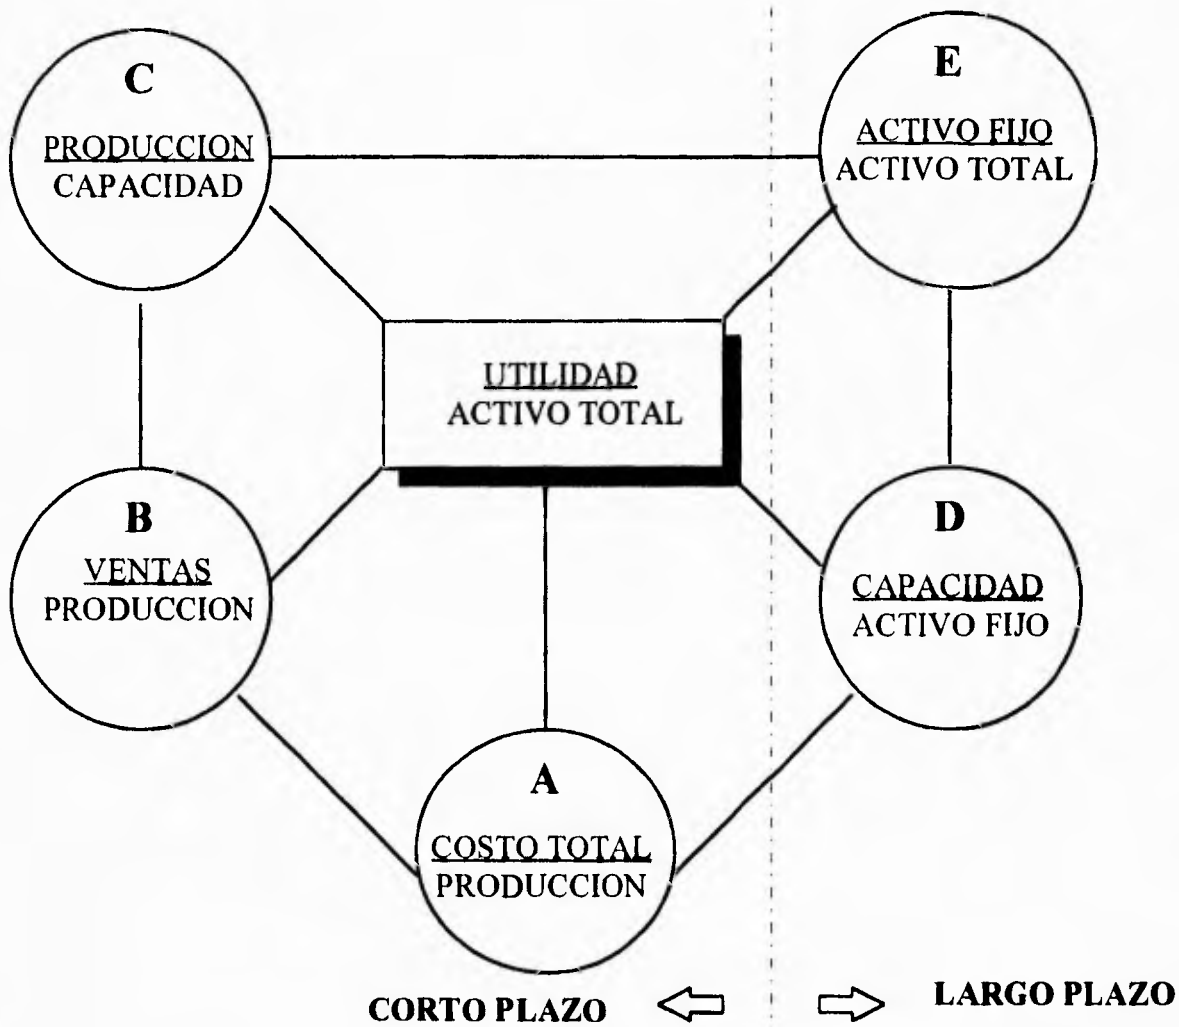 C
PRODUCCION
CAPACIDAD
E
ACTIVO FIJO
ACTIVO TOTAL
UTILIDAD
ACTIVO TOTAL
B
VENTAS
PRODUCCION
D
CAPACIDAD
ACTIVO FIJO
A
COSTO TOTAL
PRODUCCION
CORTO PLAZO
LARGO PLAZO